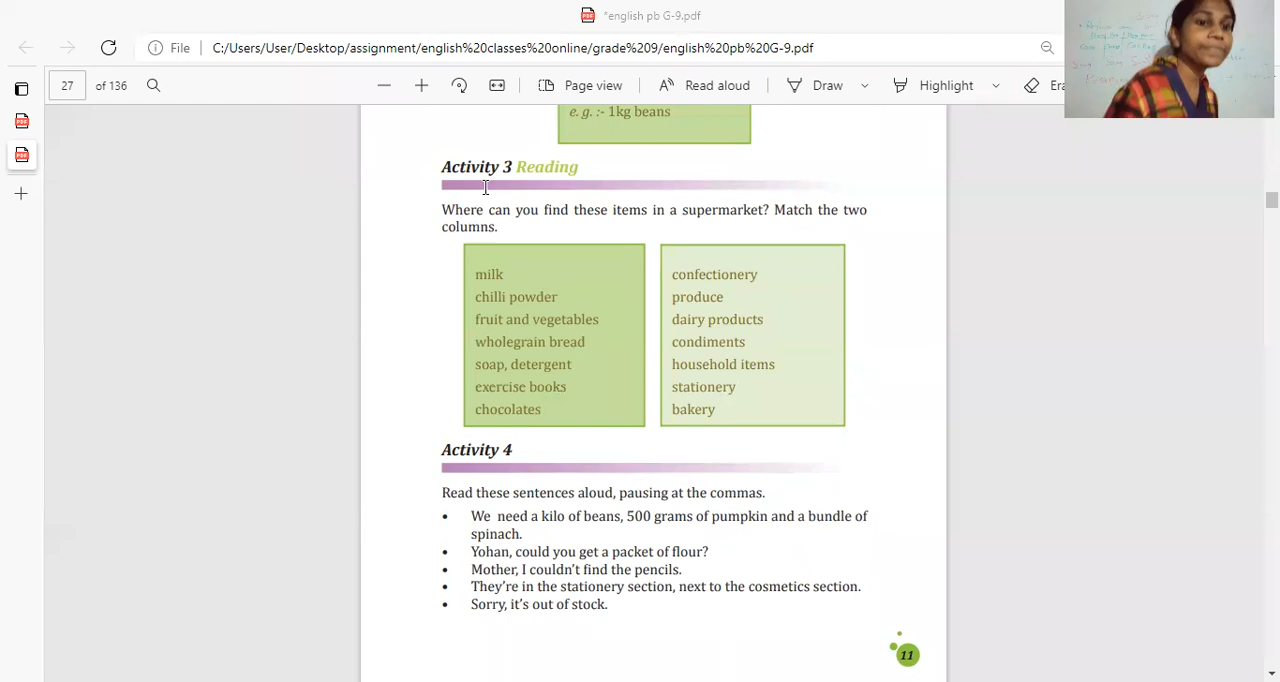 *english pb G-9.pdf
File | C:/Users/User/Desktop/assignment/english%20classes%20online/grade%209/english%20pb%20G-9.pdf
27 of 136
Page view
Read aloud
Draw
Highlight
Era
e. g. :- 1kg beans
Activity 3 Reading
Where can you find these items in a supermarket? Match the two
columns.
milk
chilli powder
fruit and vegetables
wholegrain bread
soap, detergent
exercise books
chocolates
confectionery
produce
dairy products
condiments
household items
stationery
bakery
Activity 4
Read these sentences aloud, pausing at the commas.
• We need a kilo of beans, 500 grams of pumpkin and a bundle of
spinach.
• Yohan, could you get a packet of flour?
• Mother, I couldn't find the pencils.
• They're in the stationery section, next to the cosmetics section.
• Sorry, it's out of stock.
11